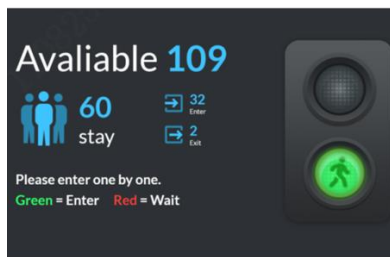 Avaliable 109
60
stay
32
Enter
2
Exit
Please enter one by one.
Green = Enter Red = Wait